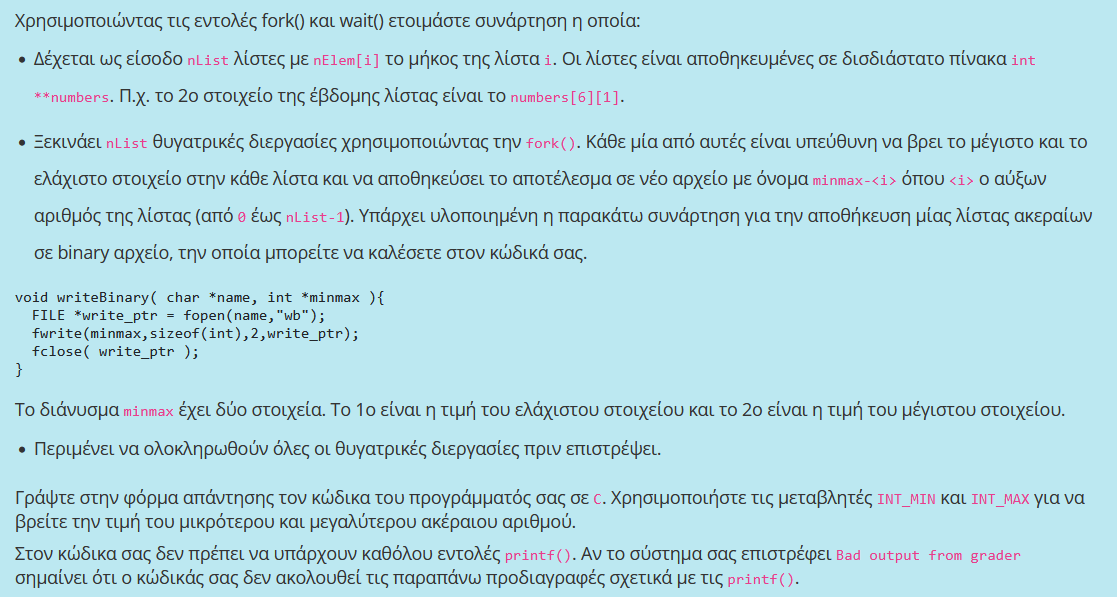 Χρησιμοποιώντας τις εντολές fork() και wait() ετοιμάστε συνάρτηση η οποία:
• Δέχεται ως είσοδο nList λίστες με nElem[i] το μήκος της λίστα i. Οι λίστες είναι αποθηκευμένες σε δισδιάστατο πίνακα int
**numbers. Π.χ. το 2ο στοιχείο της έβδομης λίστας είναι το numbers[6][1].
• Ξεκινάει nList θυγατρικές διεργασίες χρησιμοποιώντας την fork(). Κάθε μία από αυτές είναι υπεύθυνη να βρει το μέγιστο και το
ελάχιστο στοιχείο στην κάθε λίστα και να αποθηκεύσει το αποτέλεσμα σε νέο αρχείο με όνομα minmax-<i> όπου <i> ο αύξων
αριθμός της λίστας (από 0 έως nList-1). Υπάρχει υλοποιημένη η παρακάτω συνάρτηση για την αποθήκευση μίας λίστας ακεραίων
σε binary αρχείο, την οποία μπορείτε να καλέσετε στον κώδικά σας.
void writeBinary( char *name, int *minmax ){
  FILE *write_ptr = fopen(name,"wb");
  fwrite(minmax,sizeof(int),2,write_ptr);
  fclose( write_ptr );
}
Το διάνυσμα minmax έχει δύο στοιχεία. Το 1ο είναι η τιμή του ελάχιστου στοιχείου και το 2ο είναι η τιμή του μέγιστου στοιχείου.
• Περιμένει να ολοκληρωθούν όλες οι θυγατρικές διεργασίες πριν επιστρέψει.
Γράψτε στην φόρμα απάντησης τον κώδικα του προγράμματός σας σε C. Χρησιμοποιήστε τις μεταβλητές INT_MIN και INT_MAX για να
βρείτε την τιμή του μικρότερου και μεγαλύτερου ακέραιου αριθμού.
Στον κώδικα σας δεν πρέπει να υπάρχουν καθόλου εντολές printf(). Αν το σύστημα σας επιστρέφει Bad output from grader
σημαίνει ότι ο κώδικάς σας δεν ακολουθεί τις παραπάνω προδιαγραφές σχετικά με τις printf().